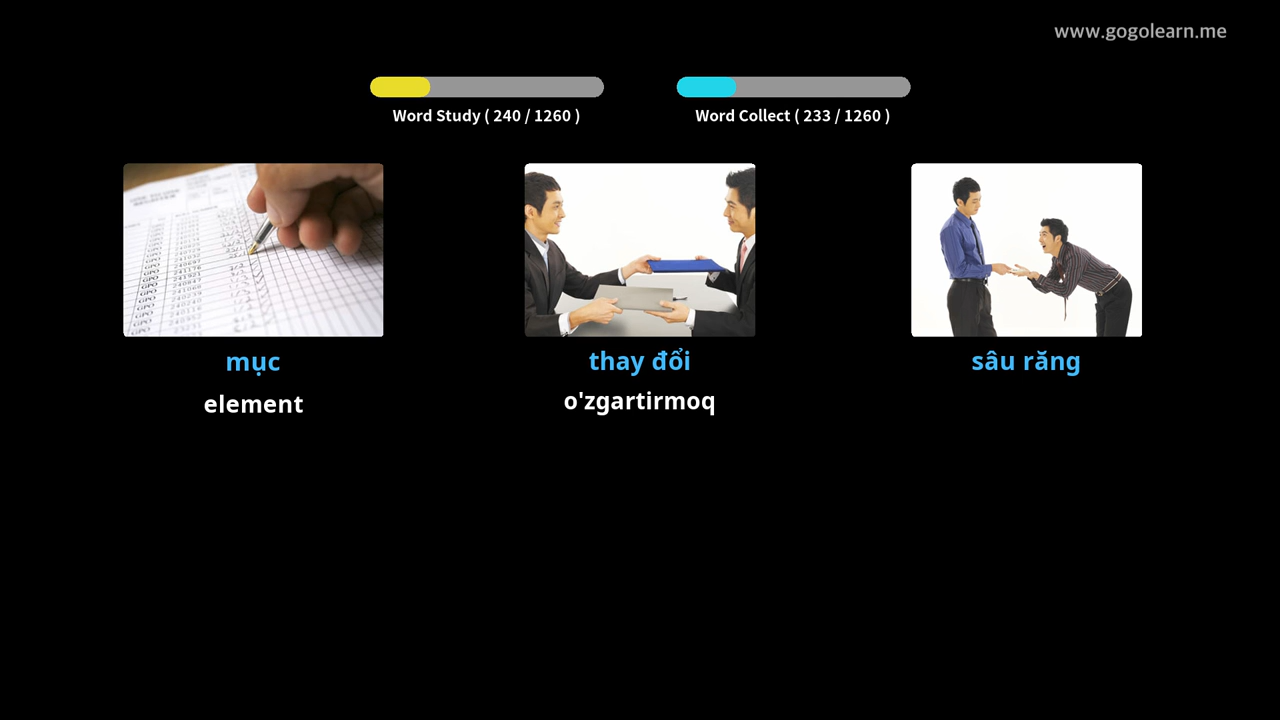 www.gogolearn.me
Word Study ( 240 / 1260 )
Word Collect ( 233 / 1260 )
mục
thay đổi
sâu răng
element
o'zgartirmoq